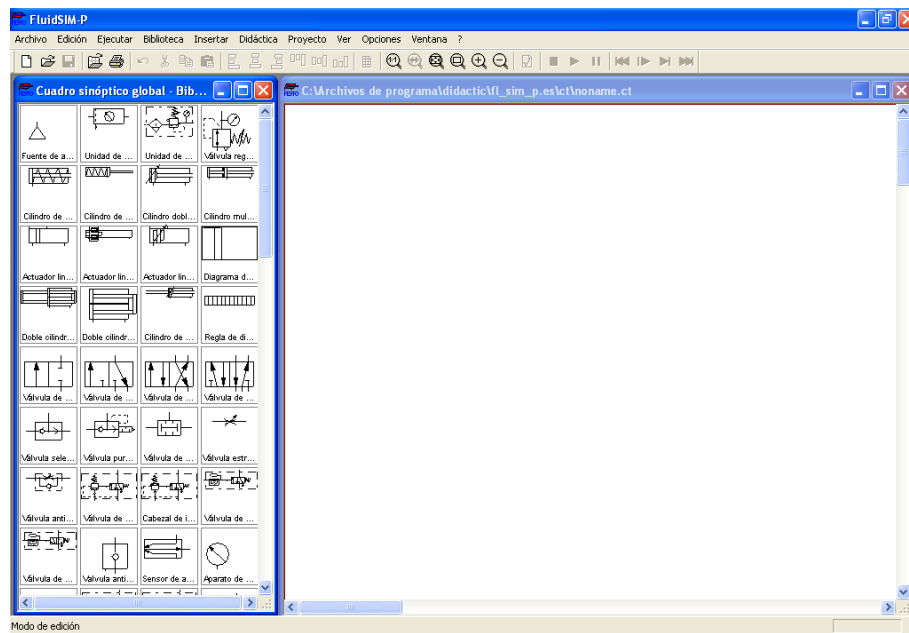 FluidSIM-P
Archivo Edición Ejecutar Biblioteca Insertar Didáctica Proyecto Ver Opciones Ventana ?
Cuadro sinóptico global - Bib...
C:\Archivos de programa\didactic\fl_sim_p.es\ct\noname.ct
Fuente de a... Unidad de ... Unidad de ... Válvula reg...
Cilindro de ... Cilindro de ... Cilindro dobl... Cilindro mul...
Actuador lin... Actuador lin... Actuador lin... Diagrama d...
Doble cilindr... Doble cilindr... Cilindro de ... Regla de di...
Válvula de ... Válvula de ... Válvula de ... Válvula de ...
Válvula sele... Válvula pur... Válvula de ... Válvula estr...
Válvula anti... Válvula de ... Cabezal de i... Válvula de ...
Válvula de ... Válvula anti... Sensor de a... Aparato de ...
Modo de edición